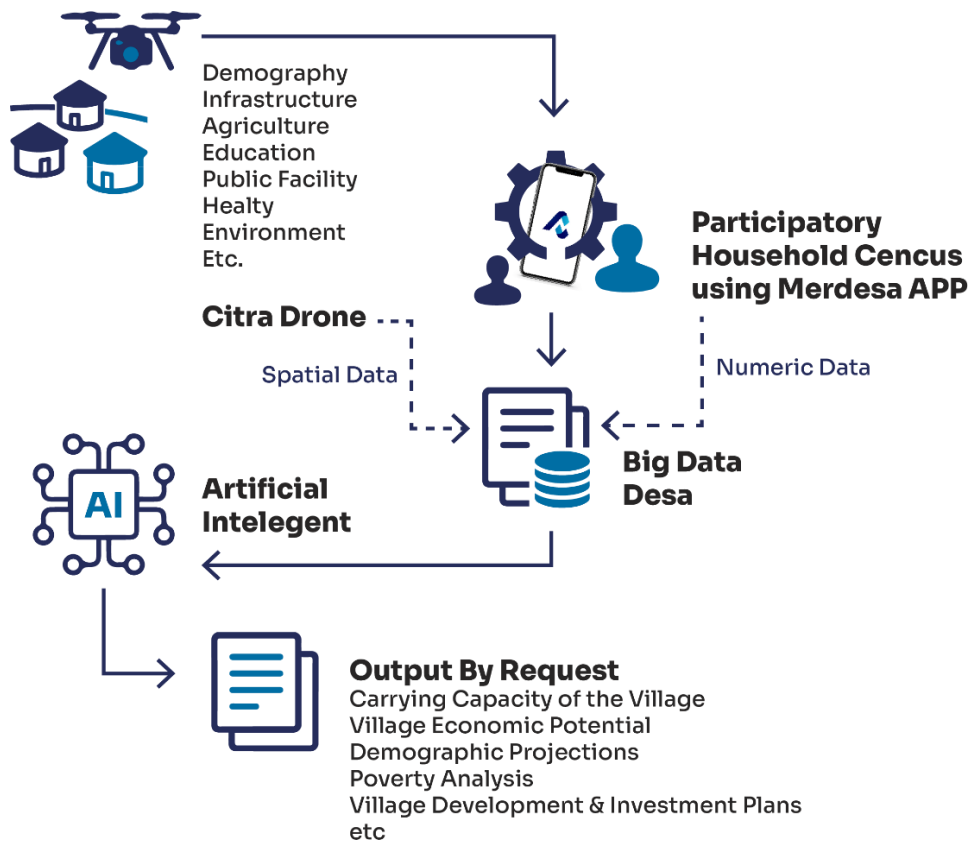 Demography
Infrastructure
Agriculture
Education
Public Facility
Healty
Environment
Etc.
Participatory
Household Cencus
using Merdesa APP
Citra Drone
Spatial Data
Numeric Data
Big Data
Desa
AI
Artificial
Intelegent
Output By Request
Carrying Capacity of the Village
Village Economic Potential
Demographic Projections
Poverty Analysis
Village Development & Investment Plans
etc